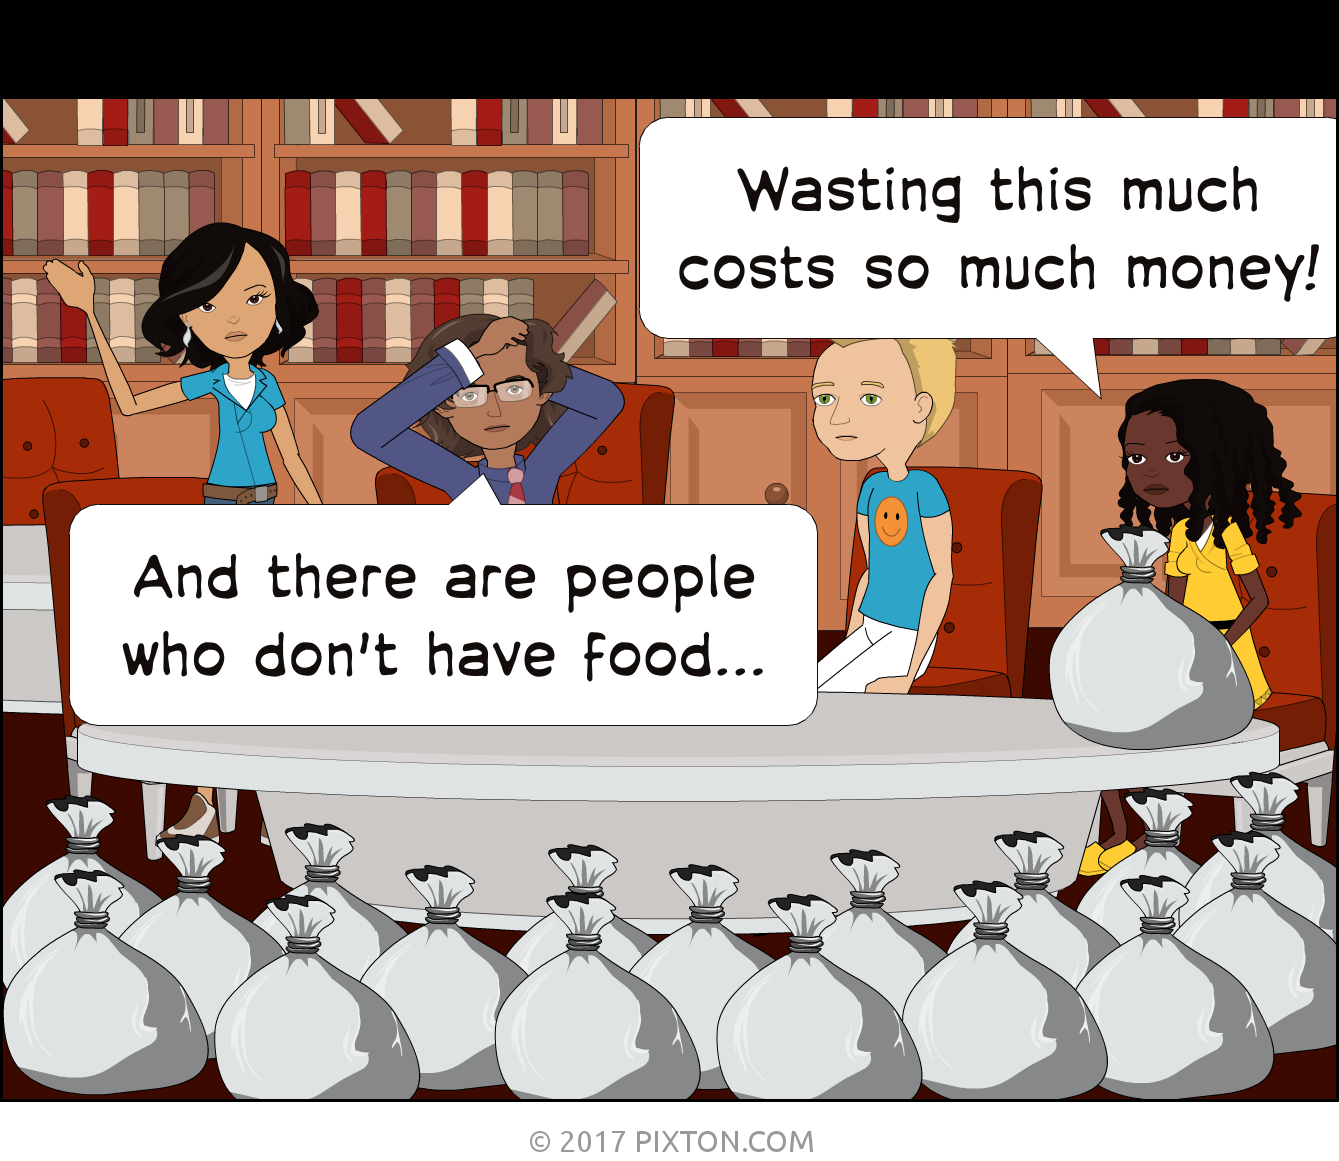 Wasting this much
costs so much money!
And there are people
who don't have food...
© 2017 PIXTON.COM